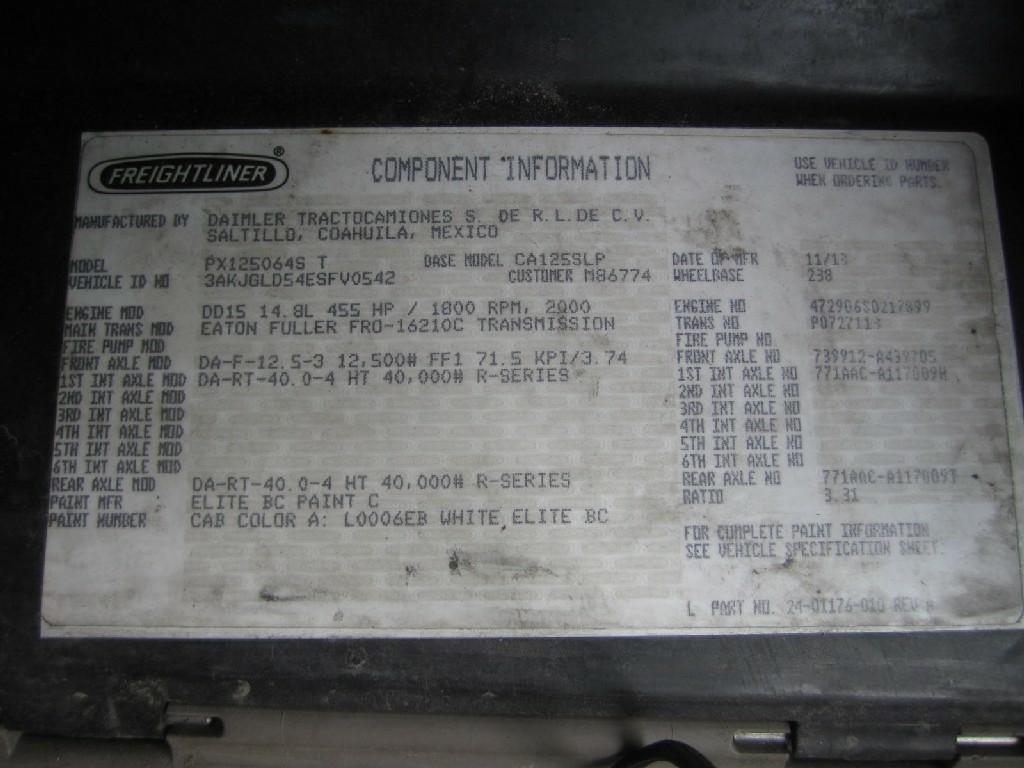 FREIGHTLINER ®
COMPONENT INFORMATION
USE VEHICLE ID NUMBER
WHEN ORDERING PARTS.
MANUFACTURED BY DAIMLER TRACTOCAMIONES S. DE R.L.DE C.V.
SALTILLO, COAHUILA, MEXICO
MODEL PX125064S T BASE MODEL CA125SLP DATE OF MFR 11/13
VEHICLE ID NO 3AKJGLD54ESFV0542 CUSTOMER M86774 WHEELBASE 238
ENGINE MOD DD15 14.8L 455 HP / 1800 RPM, 2000 ENGINE NO
MAIN TRANS MOD EATON FULLER FRO-16210C TRANSMISSION TRANS NO
FIRE PUMP MOD FIRE PUMP NO
FRONT AXLE MOD DA-F-12.5-3 12,500# FF1 71.5 KPI/3.74 FRONT AXLE NO
1ST INT AXLE MOD DA-RT-40.0-4 HT 40,000# R-SERIES 1ST INT AXLE NO
2ND INT AXLE MOD 2ND INT AXLE NO
3RD INT AXLE MOD 3RD INT AXLE NO
4TH INT AXLE MOD 4TH INT AXLE NO
5TH INT AXLE MOD 5TH INT AXLE NO
6TH INT AXLE MOD 6TH INT AXLE NO
REAR AXLE MOD DA-RT-40.0-4 HT 40,000# R-SERIES REAR AXLE NO
PAINT MFR ELITE BC PAINT C RATIO 3.31
PAINT NUMBER CAB COLOR A: L0006EB WHITE ELITE BC
FOR COMPLETE PAINT INFORMATION
SEE VEHICLE SPECIFICATION SHEET.
L PART NO. 24-01176-010 REV